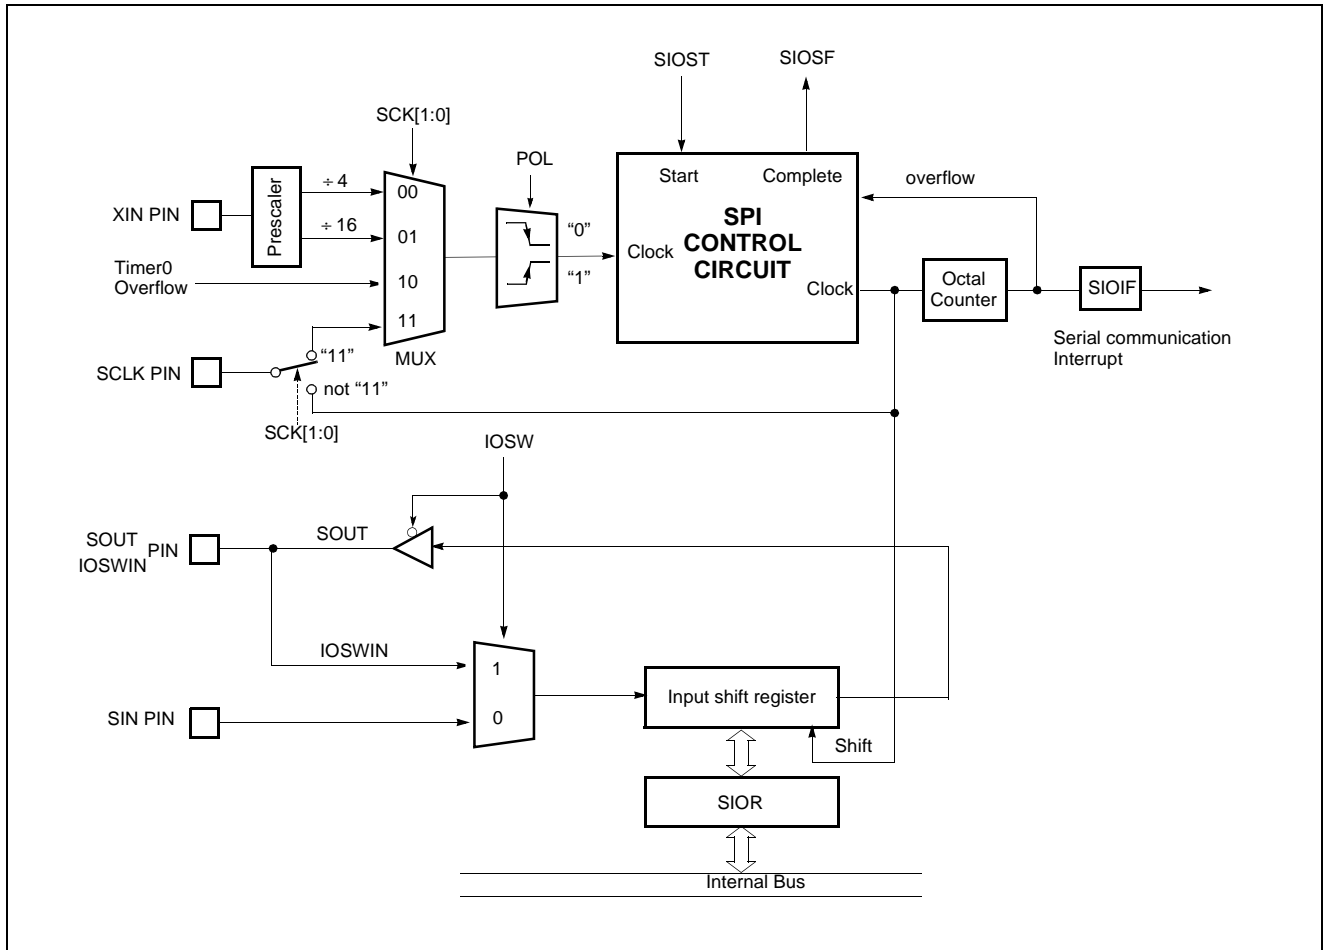 SIOST
SIOSF
SCK[1:0]
POL
Start
Complete
overflow
÷ 4
00
XIN PIN
Prescaler
÷ 16
01
“0”
SPI
CONTROL
CIRCUIT
Clock
Timer0
Overflow
10
“1”
Clock
Octal
Counter
SIOIF
11
“11”
MUX
Serial communication
Interrupt
SCLK PIN
not “11”
SCK[1:0]
IOSW
SOUT
SOUT
IOSWIN
PIN
IOSWIN
1
Input shift register
SIN PIN
0
Shift
SIOR
Internal Bus